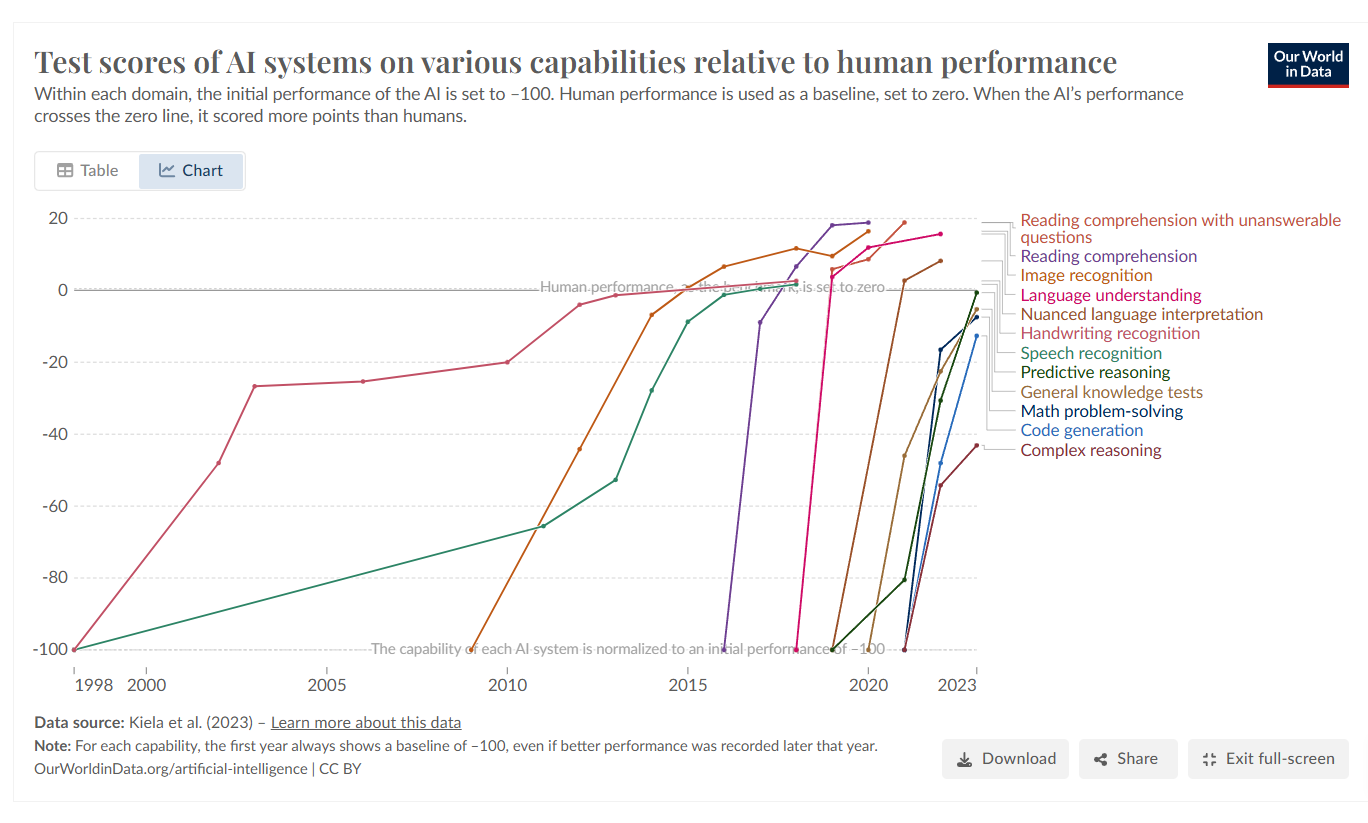 Test scores of AI systems on various capabilities relative to human performance
Our World
in Data
Within each domain, the initial performance of the AI is set to −100. Human performance is used as a baseline, set to zero. When the AI's performance
crosses the zero line, it scored more points than humans.
Table
Chart
20
0
-20
-40
-60
-80
-100
Human performance, as the benchmark, is set to zero
The capability of each AI system is normalized to an initial performance of −100
Reading comprehension with unanswerable
questions
Reading comprehension
Image recognition
Language understanding
Nuanced language interpretation
Handwriting recognition
Speech recognition
Predictive reasoning
General knowledge tests
Math problem-solving
Code generation
Complex reasoning
1998 2000 2005 2010 2015 2020 2023
Data source: Kiela et al. (2023) – Learn more about this data
Note: For each capability, the first year always shows a baseline of −100, even if better performance was recorded later that year.
OurWorldinData.org/artificial-intelligence | CC BY
Download
Share
Exit full-screen